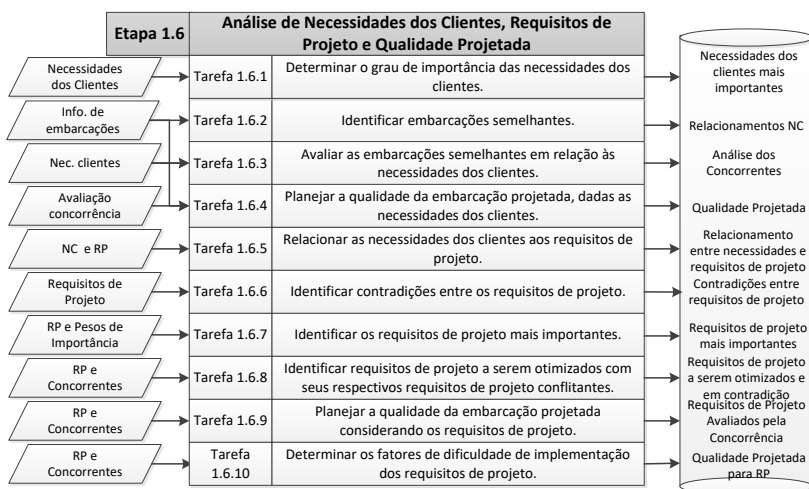 Etapa 1.6
Análise de Necessidades dos Clientes, Requisitos de
Projeto e Qualidade Projetada
Necessidades
dos Clientes
Tarefa 1.6.1
Determinar o grau de importância das necessidades dos
clientes.
Necessidades dos
clientes mais
importantes
Info. de
embarcações
Tarefa 1.6.2
Identificar embarcações semelhantes.
Relacionamentos NC
Nec. clientes
Tarefa 1.6.3
Avaliar as embarcações semelhantes em relação às
necessidades dos clientes.
Análise dos
Concorrentes
Avaliação
concorrência
Tarefa 1.6.4
Planejar a qualidade da embarcação projetada, dadas as
necessidades dos clientes.
Qualidade Projetada
NC e RP
Tarefa 1.6.5
Relacionar as necessidades dos clientes aos requisitos de
projeto.
Relacionamento
entre necessidades e
requisitos de projeto
Requisitos de
Projeto
Tarefa 1.6.6
Identificar contradições entre os requisitos de projeto.
Contradições entre
requisitos de projeto
RP e Pesos de
Importância
Tarefa 1.6.7
Identificar os requisitos de projeto mais importantes.
Requisitos de projeto
mais importantes
RP e
Concorrentes
Tarefa 1.6.8
Identificar requisitos de projeto a serem otimizados com
seus respectivos requisitos de projeto conflitantes.
Requisitos de projeto
a serem otimizados e
em contradição
RP e
Concorrentes
Tarefa 1.6.9
Planejar a qualidade da embarcação projetada
considerando os requisitos de projeto.
Requisitos de Projeto
Avaliados pela
Concorrência
RP e
Concorrentes
Tarefa
1.6.10
Determinar os fatores de dificuldade de implementação
dos requisitos de projeto.
Qualidade Projetada
para RP